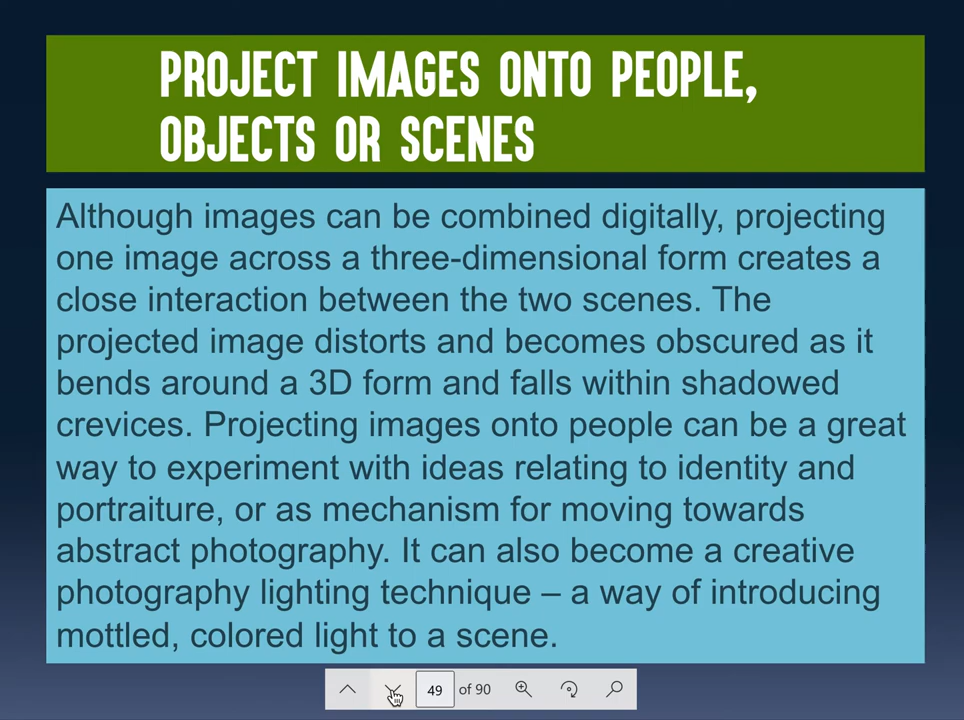 PROJECT IMAGES ONTO PEOPLE,
OBJECTS OR SCENES
Although images can be combined digitally, projecting
one image across a three-dimensional form creates a
close interaction between the two scenes. The
projected image distorts and becomes obscured as it
bends around a 3D form and falls within shadowed
crevices. Projecting images onto people can be a great
way to experiment with ideas relating to identity and
portraiture, or as mechanism for moving towards
abstract photography. It can also become a creative
photography lighting technique – a way of introducing
mottled, colored light to a scene.
49 of 90